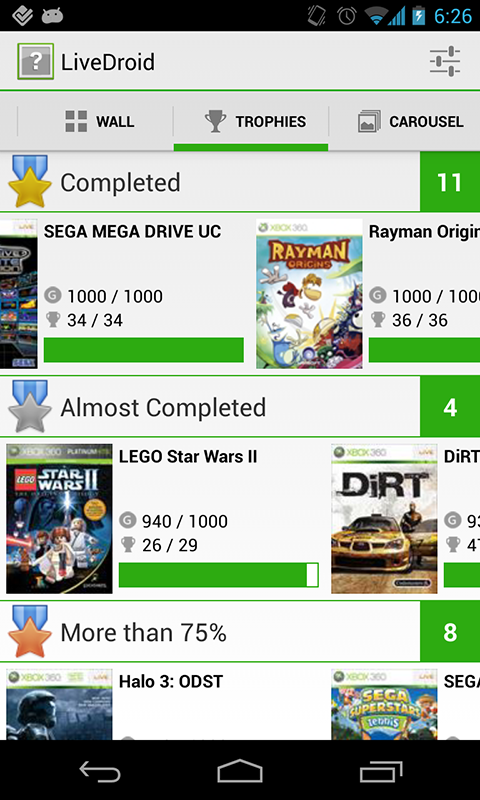 6:26
? LiveDroid
WALL TROPHIES CAROUSEL
Completed 11
SEGA MEGA DRIVE UC
G 1000 / 1000
34 / 34
SEGA
XBOX 360 LIVE
RAYMAN
ORIGINS
Rayman Origin
G 1000 / 100
36 / 36
Almost Completed 4
XBOX 360 PLATINUM HITS
LEGO STAR WARS II
LEGO Star Wars II
G 940 / 1000
26 / 29
XBOX 360 LIVE
DiRT
Codemasters
DiRT
G 93
47
More than 75% 8
XBOX 360 LIVE
Halo 3: ODST
XBOX 360 LIVE
SEGA
SUPERSTARS
tennis
SEGA